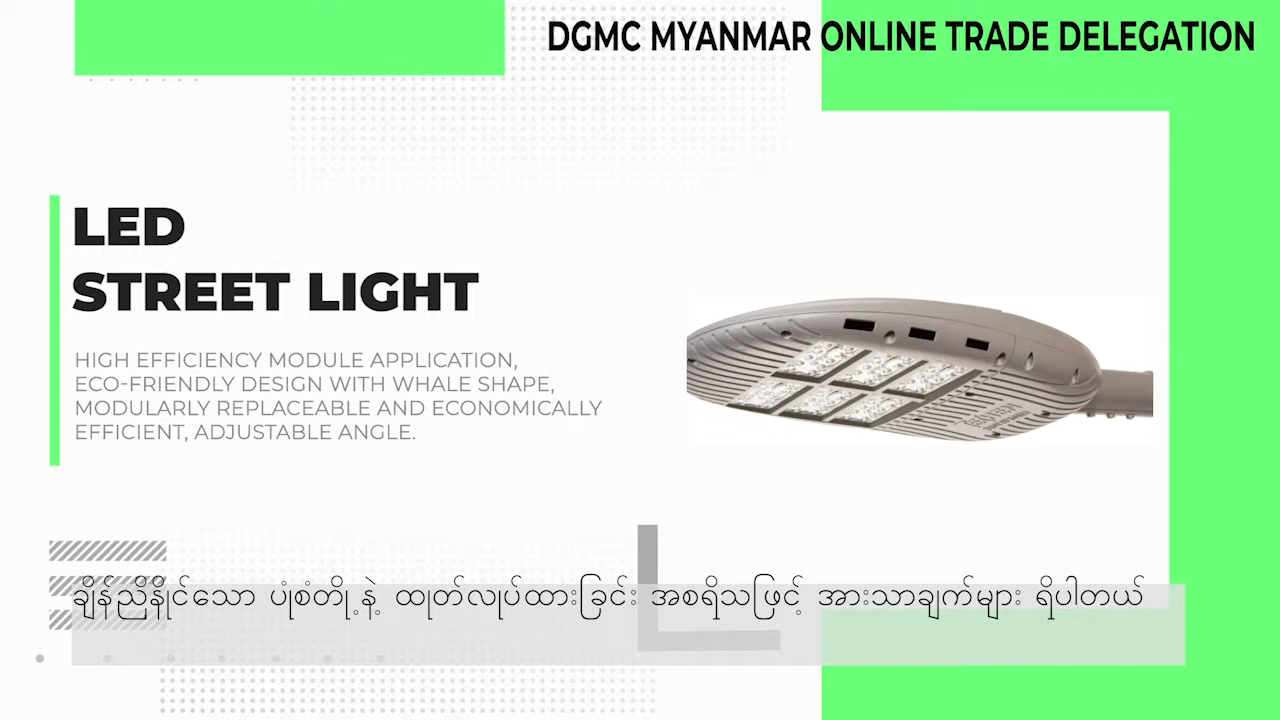 DGMC MYANMAR ONLINE TRADE DELEGATION
LED
STREET LIGHT
HIGH EFFICIENCY MODULE APPLICATION,
ECO-FRIENDLY DESIGN WITH WHALE SHAPE,
MODULARLY REPLACEABLE AND ECONOMICALLY
EFFICIENT, ADJUSTABLE ANGLE.
ချိန်ညှိနိုင်သော ပုံစံတို့နဲ့ ထုတ်လုပ်ထားခြင်း အစရှိသဖြင့် အားသာချက်များ ရှိပါတယ်